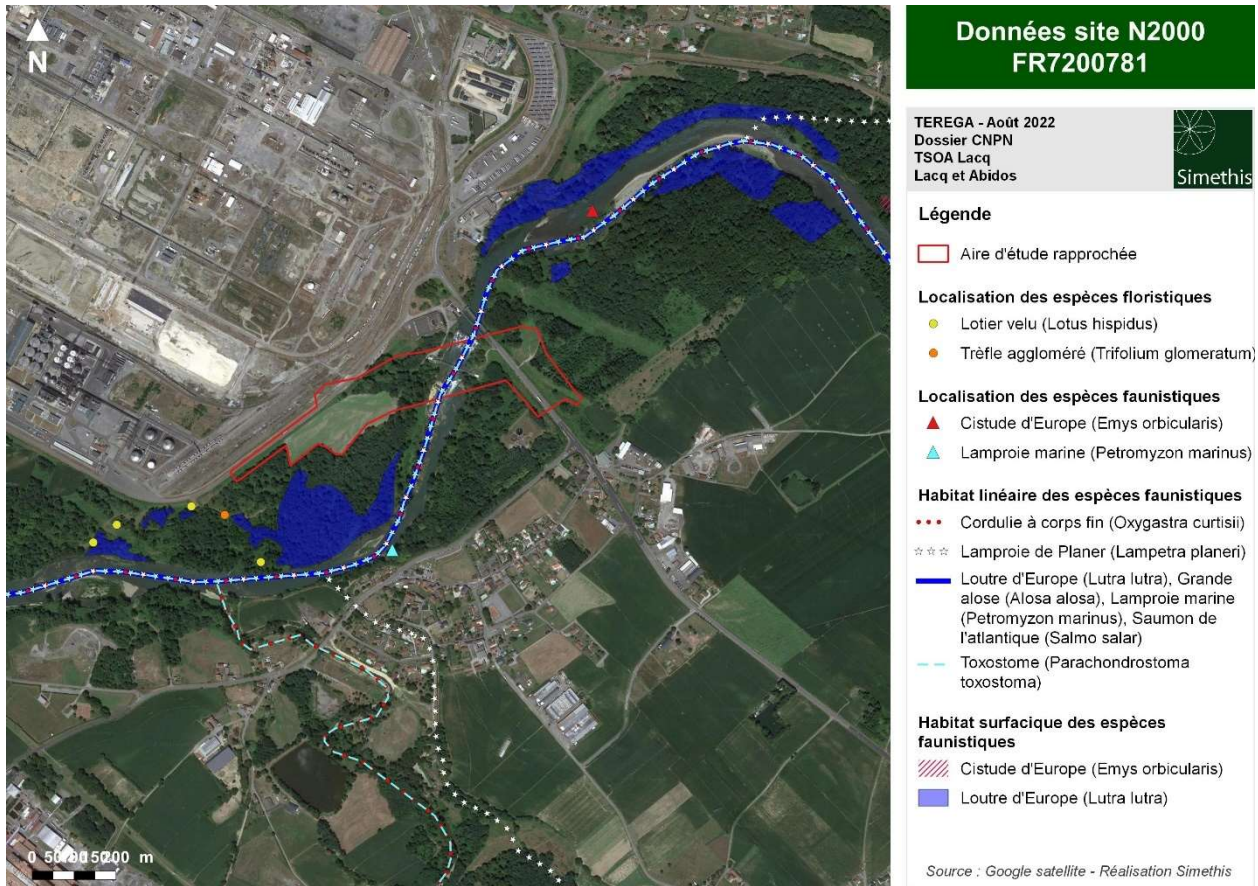 N
0 50 100 150 200 m
Données site N2000
FR7200781
TEREGA - Août 2022
Dossier CNPN
TSOA Lacq
Lacq et Abidos
Simethis
Légende
Aire d'étude rapprochée
Localisation des espèces floristiques
Lotier velu (Lotus hispidus)
Trèfle aggloméré (Trifolium glomeratum)
Localisation des espèces faunistiques
Cistude d'Europe (Emys orbicularis)
Lamproie marine (Petromyzon marinus)
Habitat linéaire des espèces faunistiques
Cordulie à corps fin (Oxygastra curtisii)
Lamproie de Planer (Lampetra planeri)
Loutre d'Europe (Lutra lutra), Grande
alose (Alosa alosa), Lamproie marine
(Petromyzon marinus), Saumon de
l'atlantique (Salmo salar)
Toxostome (Parachondrostoma
toxostoma)
Habitat surfacique des espèces
faunistiques
Cistude d'Europe (Emys orbicularis)
Loutre d'Europe (Lutra lutra)
Source : Google satellite - Réalisation Simethis